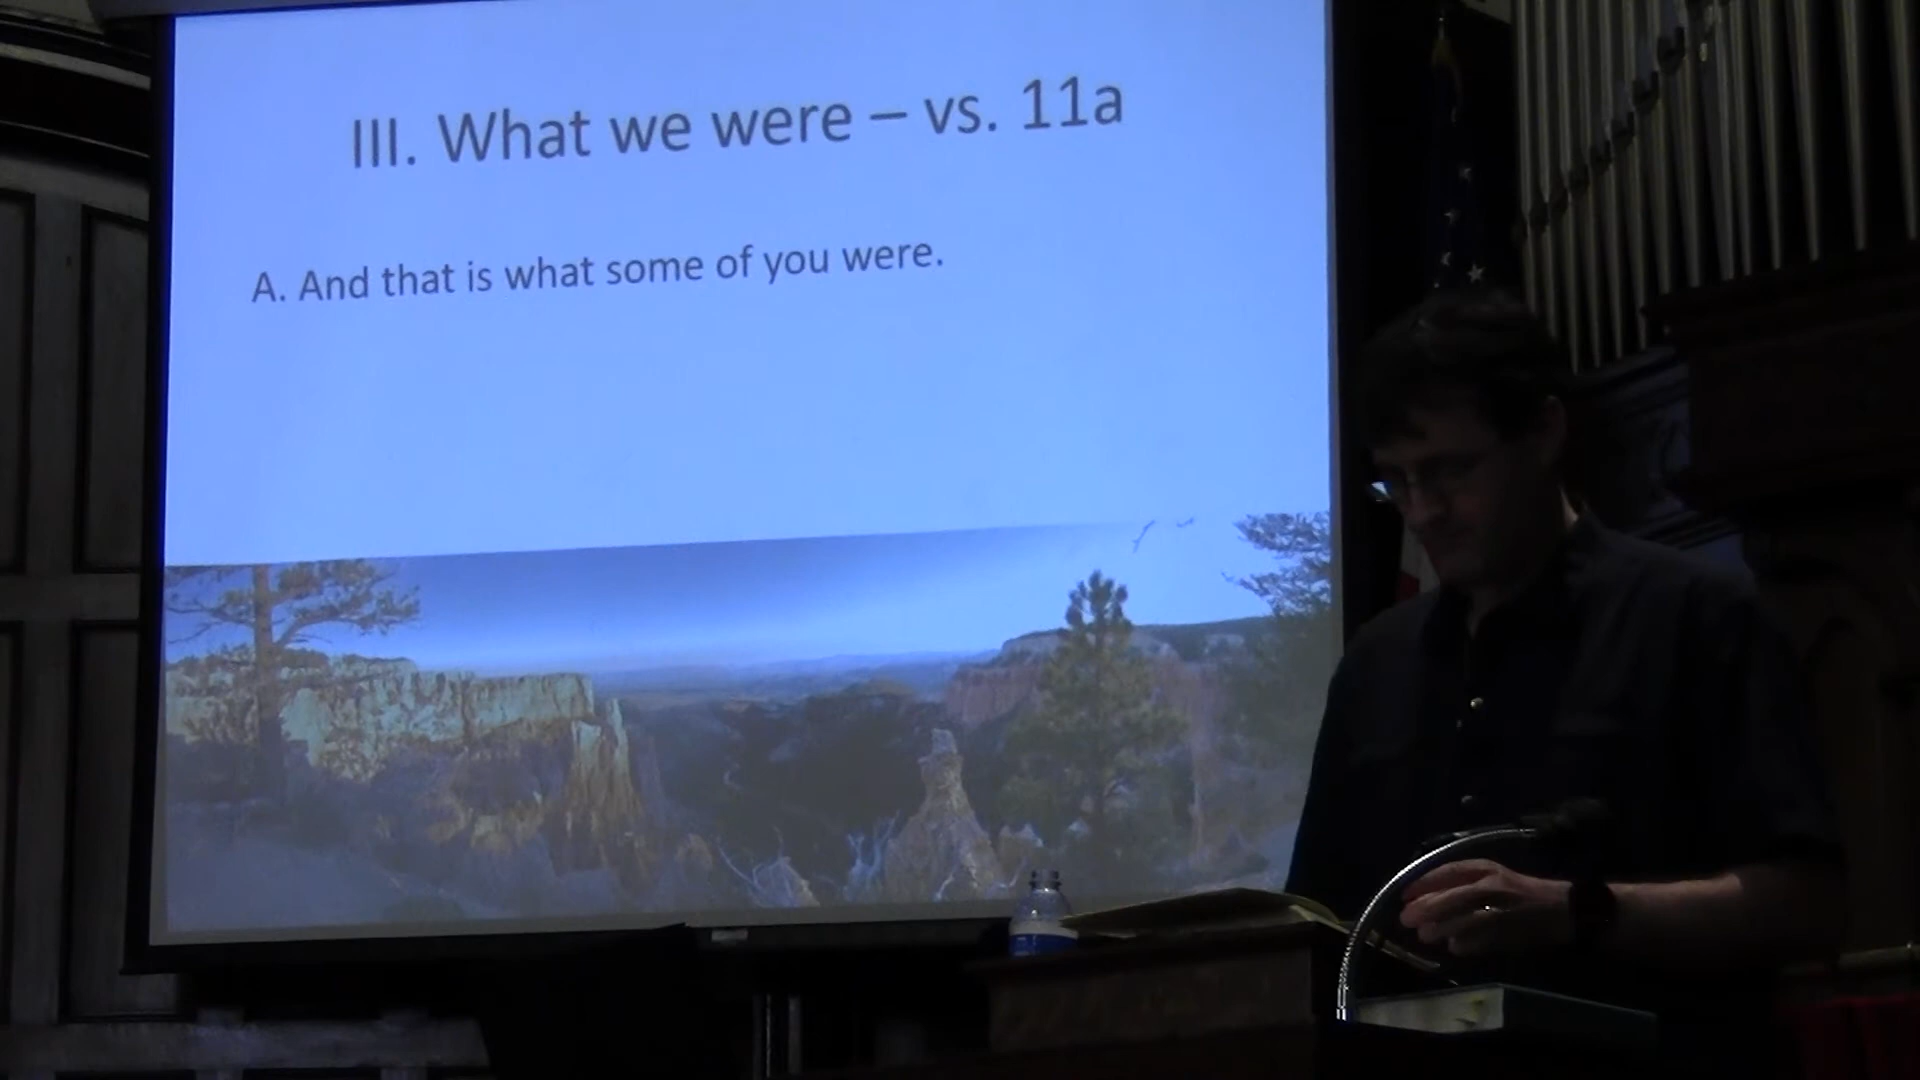 III. What we were – vs. 11a
A. And that is what some of you were.